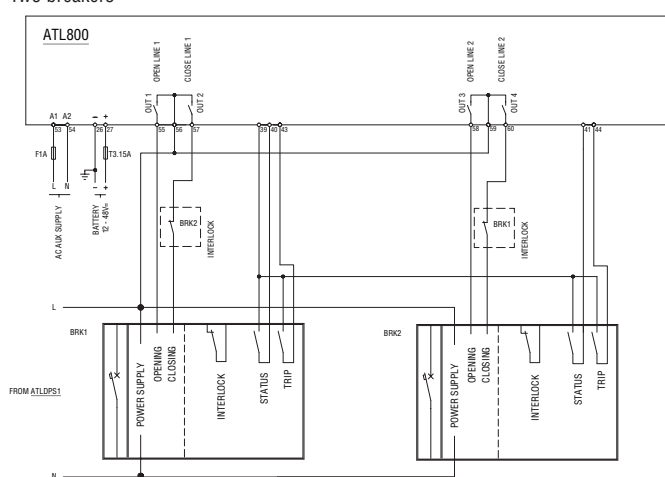 Two breakers
ATL800
OPEN LINE 1
CLOSE LINE 1
OPEN LINE 2
CLOSE LINE 2
OUT 1
OUT 2
OUT 3
OUT 4
A1 A2
– +
53 54 26 27 55 56 57 39 40 43 58 59 60 41 44
F1A
T3.15A
L N – +
AC AUX SUPPLY
BATTERY
12 - 48V=
BRK2
INTERLOCK
BRK1
INTERLOCK
L
BRK1
POWER SUPPLY
OPENING
CLOSING
INTERLOCK
STATUS
TRIP
BRK2
POWER SUPPLY
OPENING
CLOSING
INTERLOCK
STATUS
TRIP
FROM ATLDPS1
N